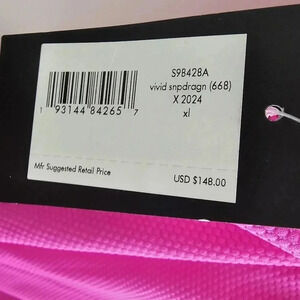 S98428A
vivid snpdragn (668)
X 2024
xl
1 93144 84265 7
Mfr Suggested Retail Price
USD $148.00